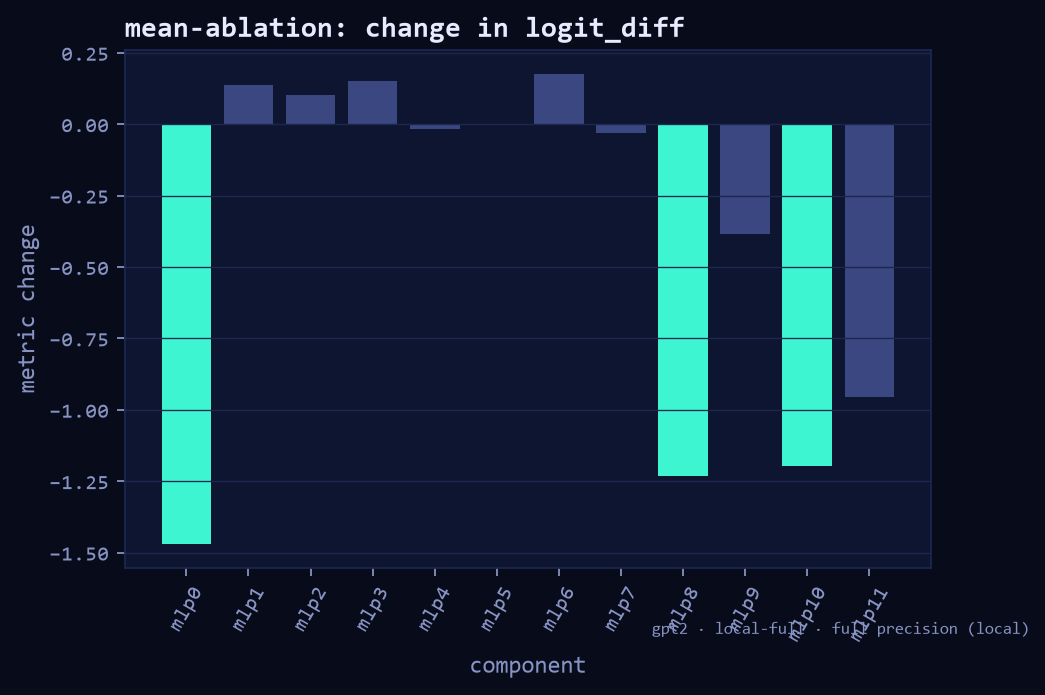 mean-ablation: change in logit_diff
metric change
0.25
0.00
−0.25
−0.50
−0.75
−1.00
−1.25
−1.50
mlp0
mlp1
mlp2
mlp3
mlp4
mlp5
mlp6
mlp7
mlp8
mlp9
mlp10
mlp11
gpt2 · local-full · full precision (local)
component